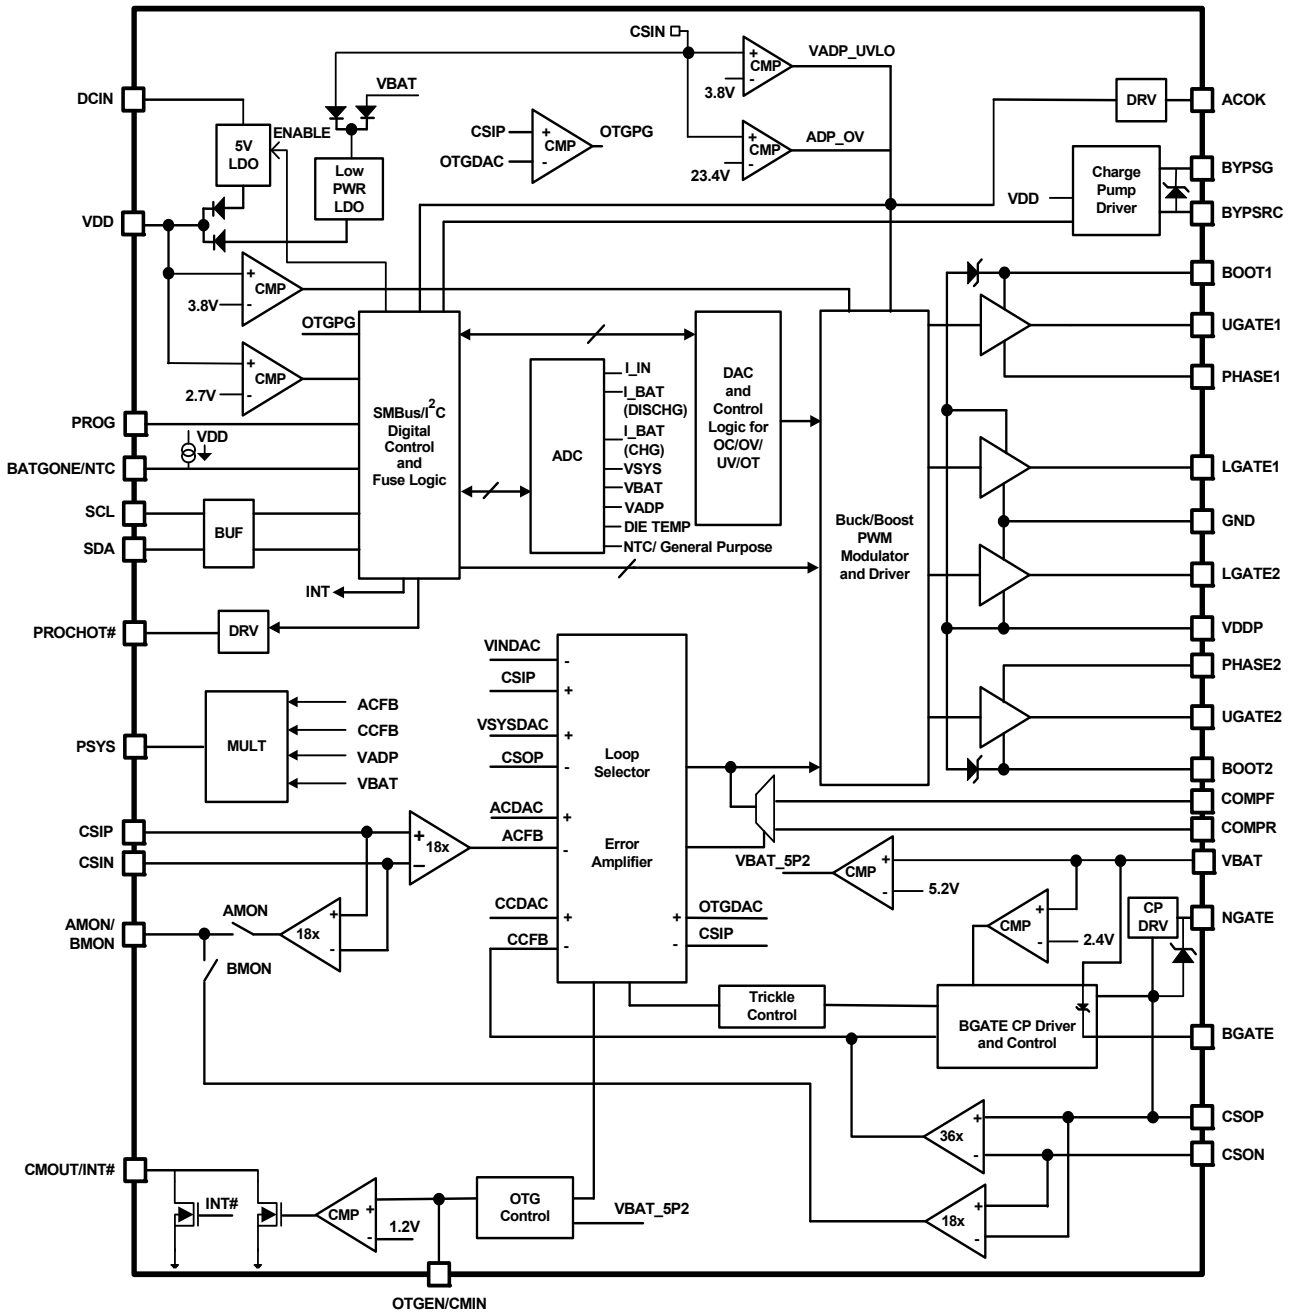 CSIN
+
CMP
-
VADP_UVLO
3.8V
VBAT
DCIN
DRV
ACOK
5V
LDO
ENABLE
Low
PWR
LDO
CSIP
OTGDAC
+
CMP
-
OTGPG
+
CMP
-
ADP_OV
23.4V
VDD
Charge
Pump
Driver
BYPSG
BYPSRC
VDD
+
CMP
-
3.8V
+
CMP
-
2.7V
OTGPG
SMBus/I2C
Digital
Control
and
Fuse Logic
ADC
I_IN
I_BAT
(DISCHG)
I_BAT
(CHG)
VSYS
VBAT
VADP
DIE TEMP
NTC/ General Purpose
DAC
and
Control
Logic for
OC/OV/
UV/OT
Buck/Boost
PWM
Modulator
and Driver
BOOT1
UGATE1
PHASE1
LGATE1
GND
LGATE2
VDDP
PHASE2
UGATE2
BOOT2
PROG
VDD
BATGONE/NTC
SCL
SDA
BUF
INT
PROCHOT#
DRV
PSYS
MULT
ACFB
CCFB
VADP
VBAT
VINDAC
-
CSIP
+
VSYSDAC
+
CSOP
-
ACDAC
+
ACFB
-
CCDAC
+
CCFB
-
Loop
Selector
Error
Amplifier
+
OTGDAC
-
CSIP
COMPF
COMPR
CSIP
CSIN
+
18x
–
AMON/
BMON
AMON
BMON
+
18x
-
VBAT_5P2
+
CMP
-
5.2V
VBAT
+
CMP
-
2.4V
CP
DRV
NGATE
Trickle
Control
BGATE CP Driver
and Control
BGATE
+
36x
-
CSOP
CSON
+
18x
-
CMOUT/INT#
INT#
CMP
+
-
1.2V
OTG
Control
VBAT_5P2
OTGEN/CMIN